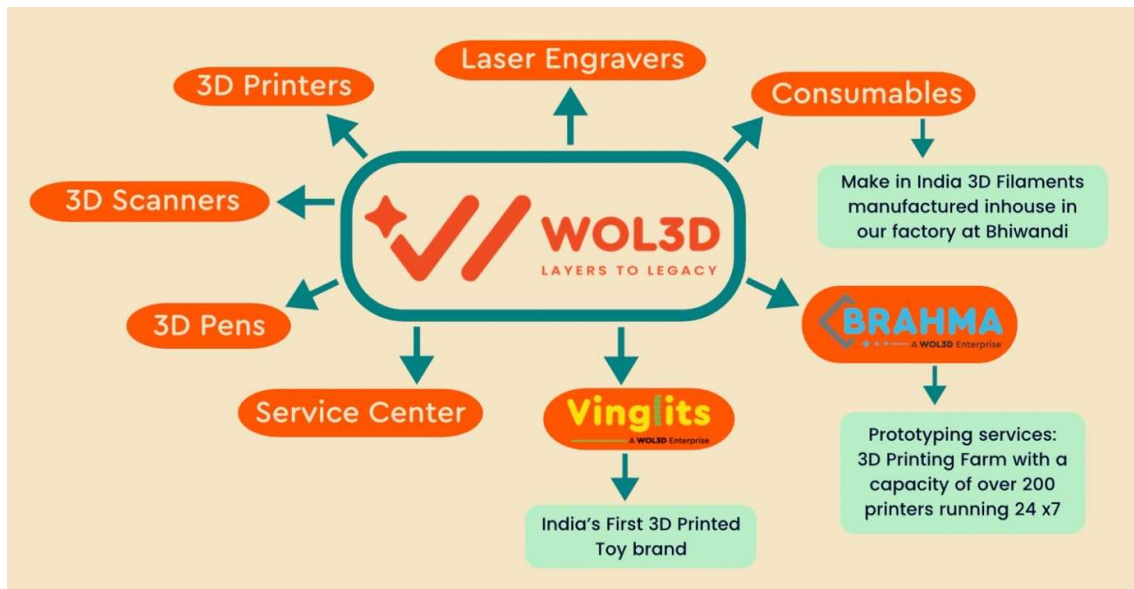 Laser Engravers
3D Printers
Consumables
3D Scanners
WOL3D
LAYERS TO LEGACY
Make in India 3D Filaments
manufactured inhouse in
our factory at Bhiwandi
3D Pens
BRAHMA
A WOL3D Enterprise
Service Center
Vinglits
A WOL3D Enterprise
Prototyping services:
3D Printing Farm with a
capacity of over 200
printers running 24 x7
India's First 3D Printed
Toy brand